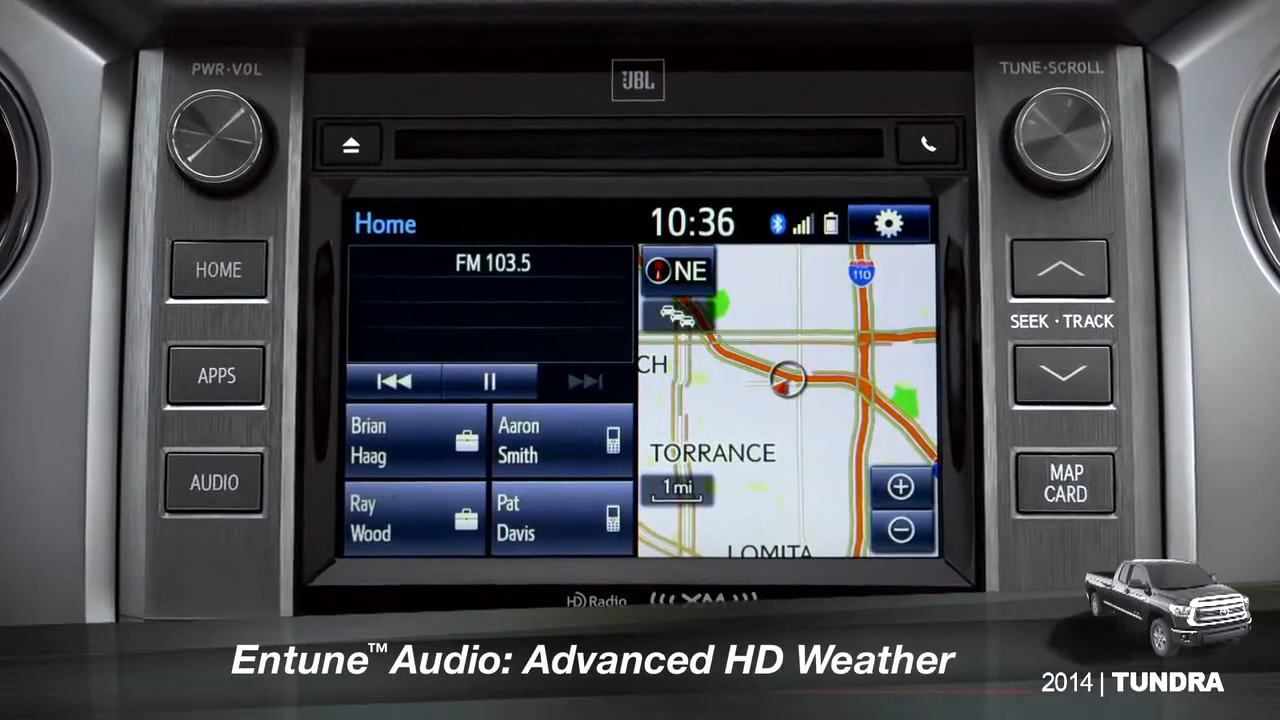 PWR·VOL
TUNE·SCROLL
JBL
Home
10:36
HOME
FM 103.5
NE
110
SEEK · TRACK
CH
APPS
Brian
Haag
Aaron
Smith
TORRANCE
AUDIO
1 mi
MAP
CARD
Ray
Wood
Pat
Davis
LOMITA
HD Radio
XM
Entune™ Audio: Advanced HD Weather
2014 | TUNDRA